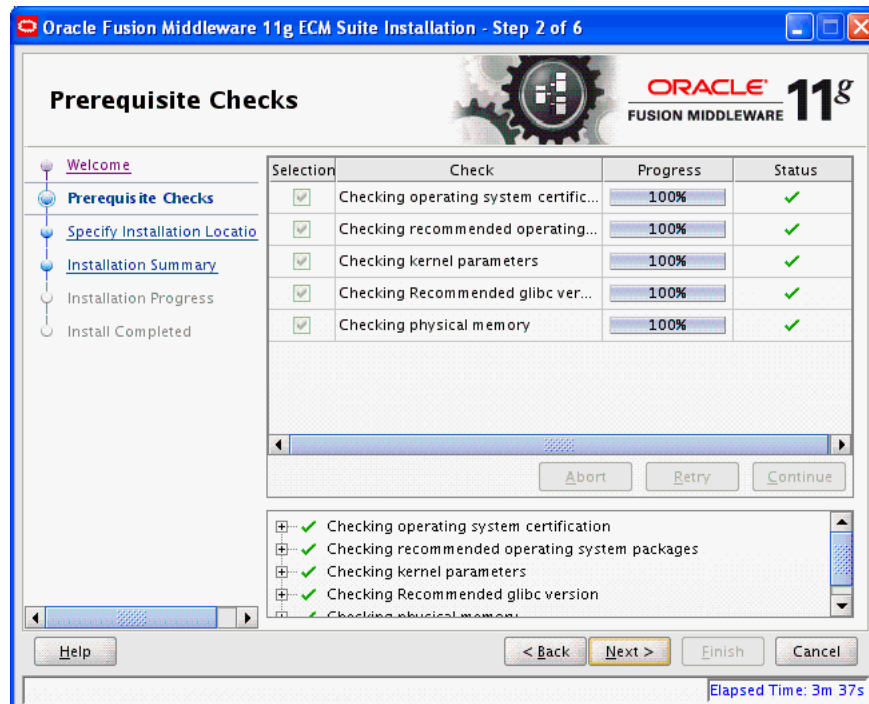 Oracle Fusion Middleware 11g ECM Suite Installation - Step 2 of 6
Prerequisite Checks
ORACLE
FUSION MIDDLEWARE
11g
Welcome
Prerequisite Checks
Specify Installation Locatio
Installation Summary
Installation Progress
Install Completed
Selection Check Progress Status
Checking operating system certific... 100%
Checking recommended operating... 100%
Checking kernel parameters 100%
Checking Recommended glibc ver... 100%
Checking physical memory 100%
Abort Retry Continue
Checking operating system certification
Checking recommended operating system packages
Checking kernel parameters
Checking Recommended glibc version
Checking physical memory
Help < Back Next > Finish Cancel
Elapsed Time: 3m 37s